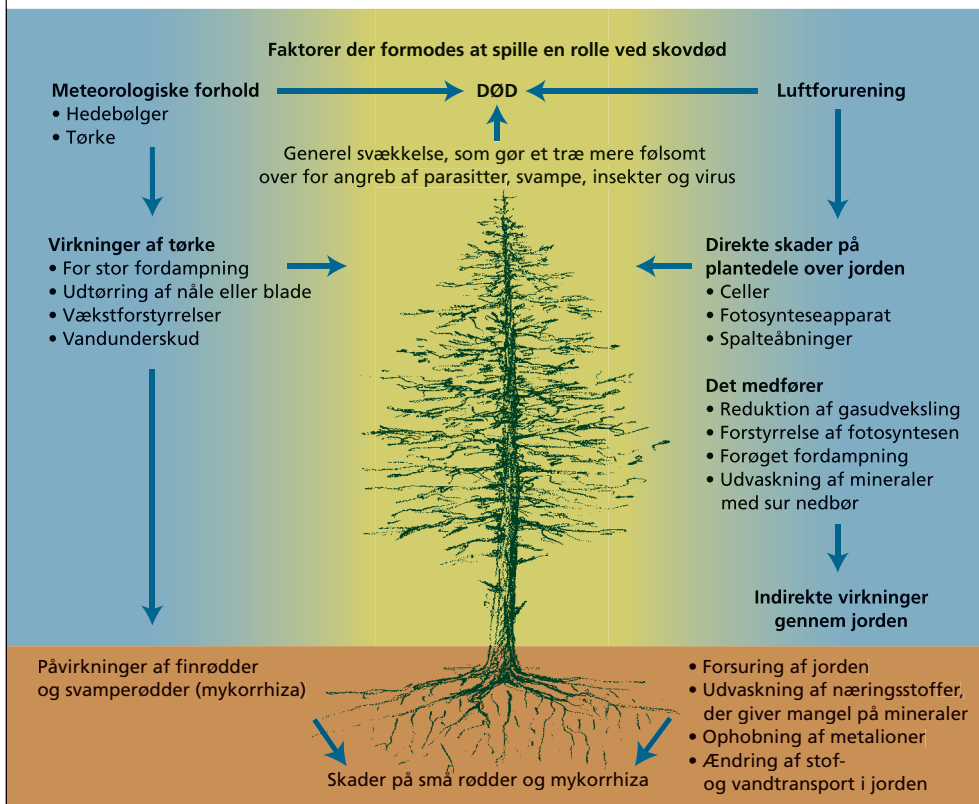 Faktorer der formodes at spille en rolle ved skovdød
Meteorologiske forhold
• Hedebølger
• Tørke
DØD
Luftforurening
Generel svækkelse, som gør et træ mere følsomt
over for angreb af parasitter, svampe, insekter og virus
Virkninger af tørke
• For stor fordampning
• Udtørring af nåle eller blade
• Vækstforstyrrelser
• Vandunderskud
Direkte skader på
plantedele over jorden
• Celler
• Fotosynteseapparat
• Spalteåbninger
Det medfører
• Reduktion af gasudveksling
• Forstyrrelse af fotosyntesen
• Forøget fordampning
• Udvaskning af mineraler
med sur nedbør
Indirekte virkninger
gennem jorden
Påvirkninger af finrødder
og svamperødder (mykorrhiza)
• Forsuring af jorden
• Udvaskning af næringsstoffer,
der giver mangel på mineraler
• Ophobning af metalioner
• Ændring af stof-
og vandtransport i jorden
Skader på små rødder og mykorrhiza